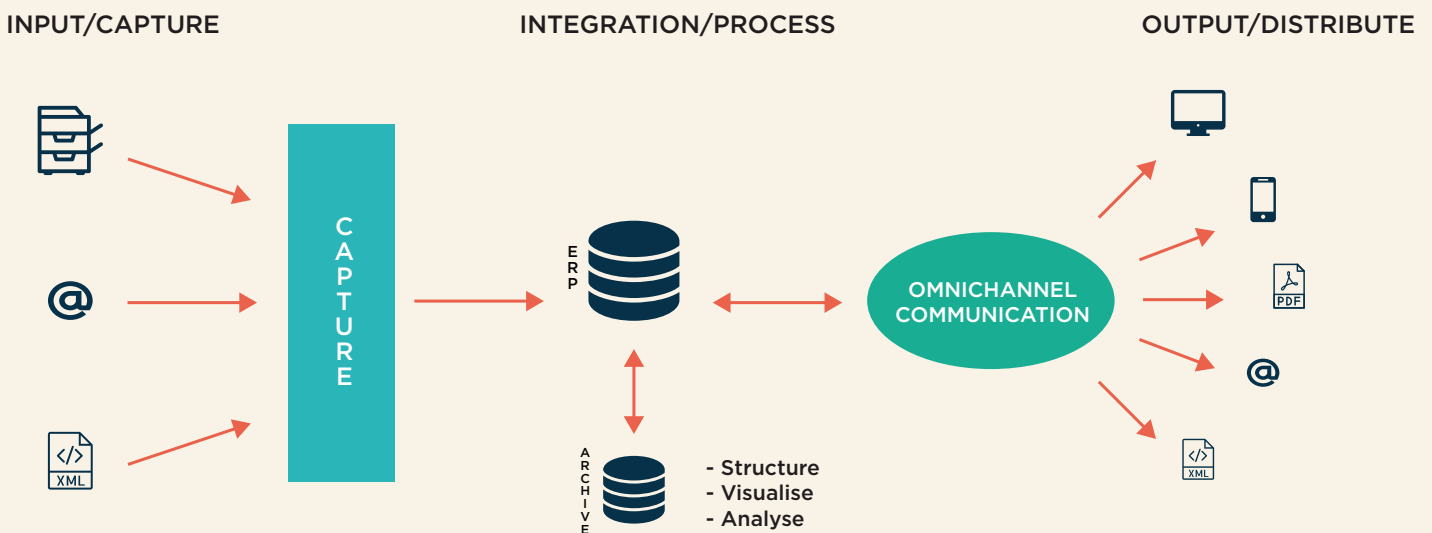 INPUT/CAPTURE
INTEGRATION/PROCESS
OUTPUT/DISTRIBUTE
CAPTURE
ERP
OMNICHANNEL
COMMUNICATION
PDF
@
@
XML
XML
ARCHIVE
- Structure
- Visualise
- Analyse